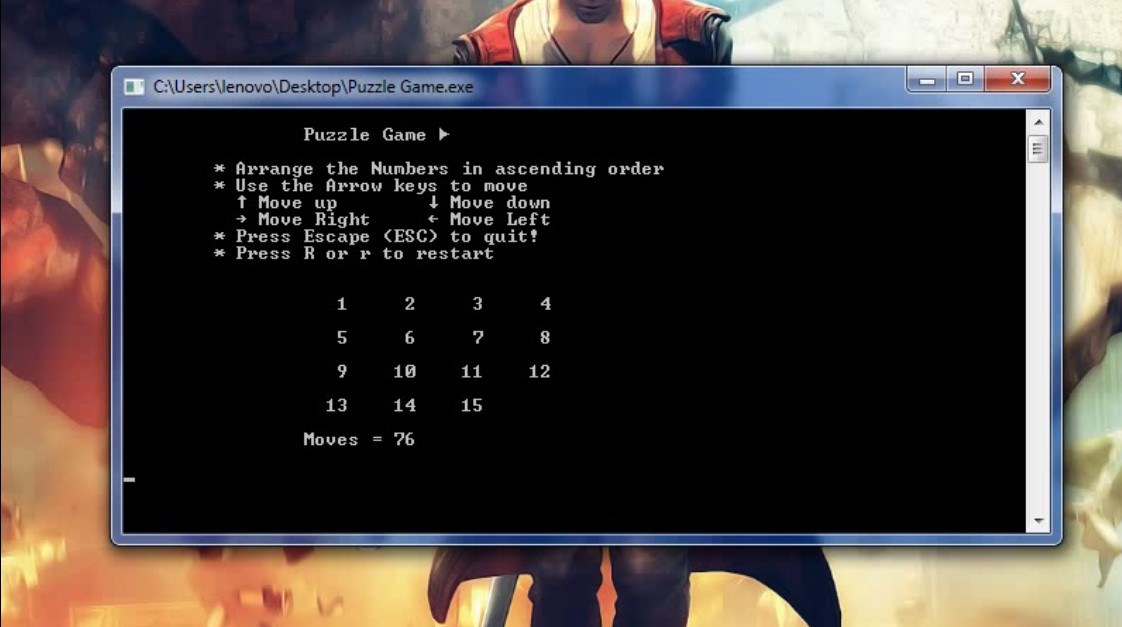 C:\Users\lenovo\Desktop\Puzzle Game.exe
Puzzle Game ►
* Arrange the Numbers in ascending order
* Use the Arrow keys to move
↑ Move up ↓ Move down
→ Move Right ← Move Left
* Press Escape (ESC) to quit!
* Press R or r to restart
1 2 3 4
5 6 7 8
9 10 11 12
13 14 15
Moves = 76